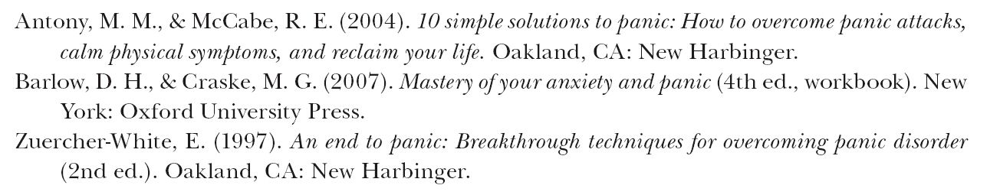 Antony, M. M., & McCabe, R. E. (2004). 10 simple solutions to panic: How to overcome panic attacks,
calm physical symptoms, and reclaim your life. Oakland, CA: New Harbinger.
Barlow, D. H., & Craske, M. G. (2007). Mastery of your anxiety and panic (4th ed., workbook). New
York: Oxford University Press.
Zuercher-White, E. (1997). An end to panic: Breakthrough techniques for overcoming panic disorder
(2nd ed.). Oakland, CA: New Harbinger.